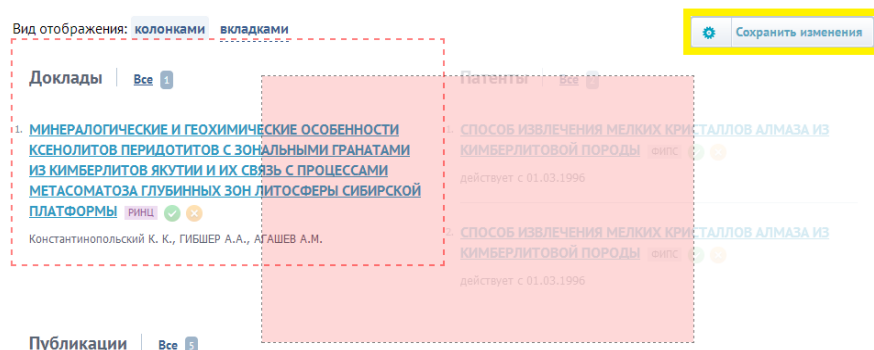 Вид отображения: колонками вкладками
Сохранить изменения
Доклады Все 1
1. МИНЕРАЛОГИЧЕСКИЕ И ГЕОХИМИЧЕСКИЕ ОСОБЕННОСТИ
КСЕНОЛИТОВ ПЕРИДОТИТОВ С ЗОНАЛЬНЫМИ ГРАНАТАМИ
ИЗ КИМБЕРЛИТОВ ЯКУТИИ И ИХ СВЯЗЬ С ПРОЦЕССАМИ
МЕТАСОМАТОЗА ГЛУБИННЫХ ЗОН ЛИТОСФЕРЫ СИБИРСКОЙ
ПЛАТФОРМЫ РИНЦ
Константинопольский К. К., ГИБШЕР А.А., АГАШЕВ А.М.
Патенты Все
1. СПОСОБ ИЗВЛЕЧЕНИЯ МЕЛКИХ КРИСТАЛЛОВ АЛМАЗА ИЗ
КИМБЕРЛИТОВОЙ ПОРОДЫ ФИПС
действует с 01.03.1996
2. СПОСОБ ИЗВЛЕЧЕНИЯ МЕЛКИХ КРИСТАЛЛОВ АЛМАЗА ИЗ
КИМБЕРЛИТОВОЙ ПОРОДЫ ФИПС
действует с 01.03.1996
Публикации Все 5